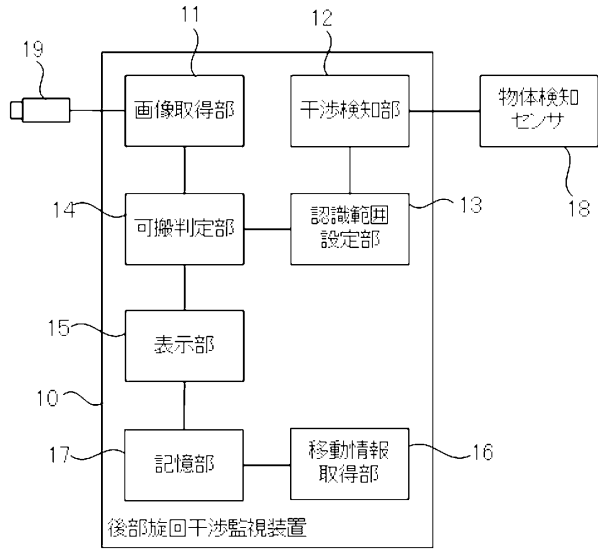 11
12
19
画像取得部
干渉検知部
物体検知
センサ
14
可搬判定部
認識範囲
設定部
13
18
15
表示部
10
17
記憶部
移動情報
取得部
16
後部旋回干渉監視装置